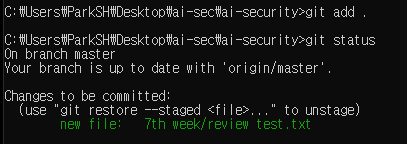 C:₩Users₩ParkSH₩Desktop₩ai-sec₩ai-security>git add .
C:₩Users₩ParkSH₩Desktop₩ai-sec₩ai-security>git status
On branch master
Your branch is up to date with 'origin/master'.
Changes to be committed:
(use "git restore --staged <file>..." to unstage)
new file:   7th week/review test.txt